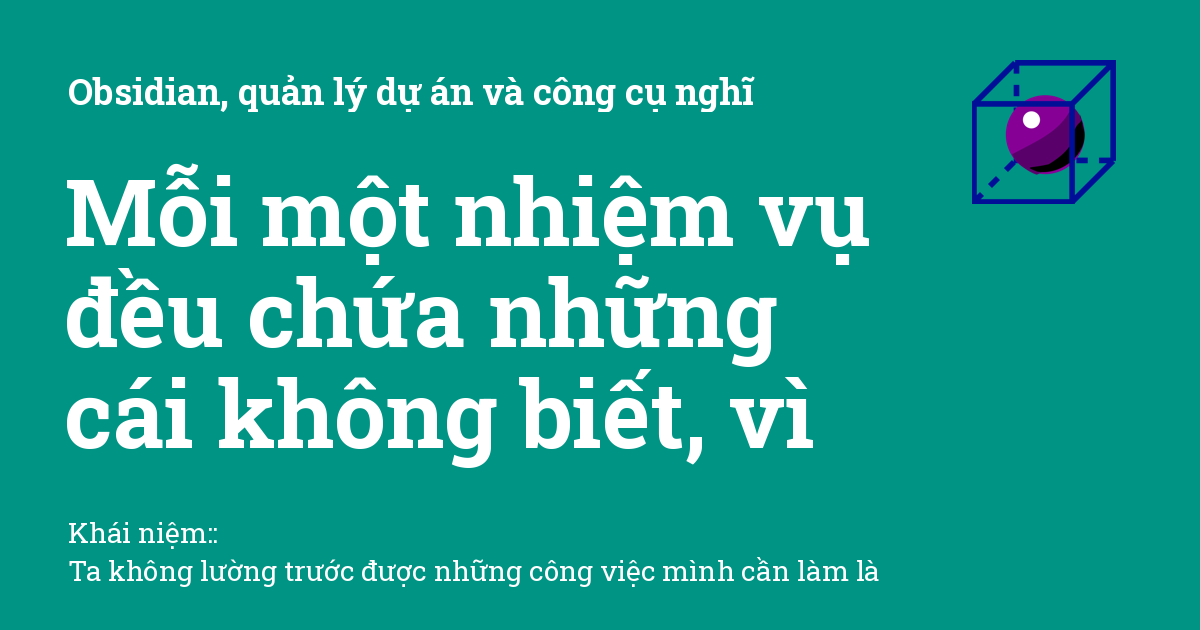 Obsidian, quản lý dự án và công cụ nghĩ
Mỗi một nhiệm vụ
đều chứa những
cái không biết, vì
Khái niệm::
Ta không lường trước được những công việc mình cần làm là